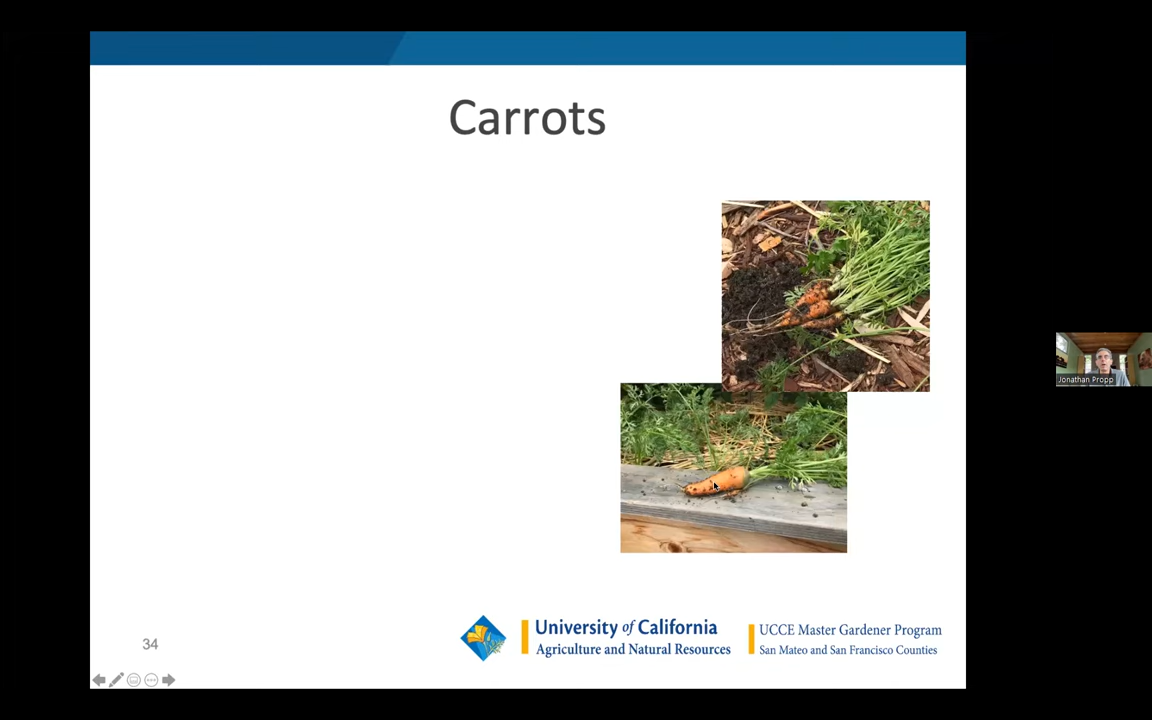 Carrots
Jonathan Propp
34
University of California
Agriculture and Natural Resources
UCCE Master Gardener Program
San Mateo and San Francisco Counties